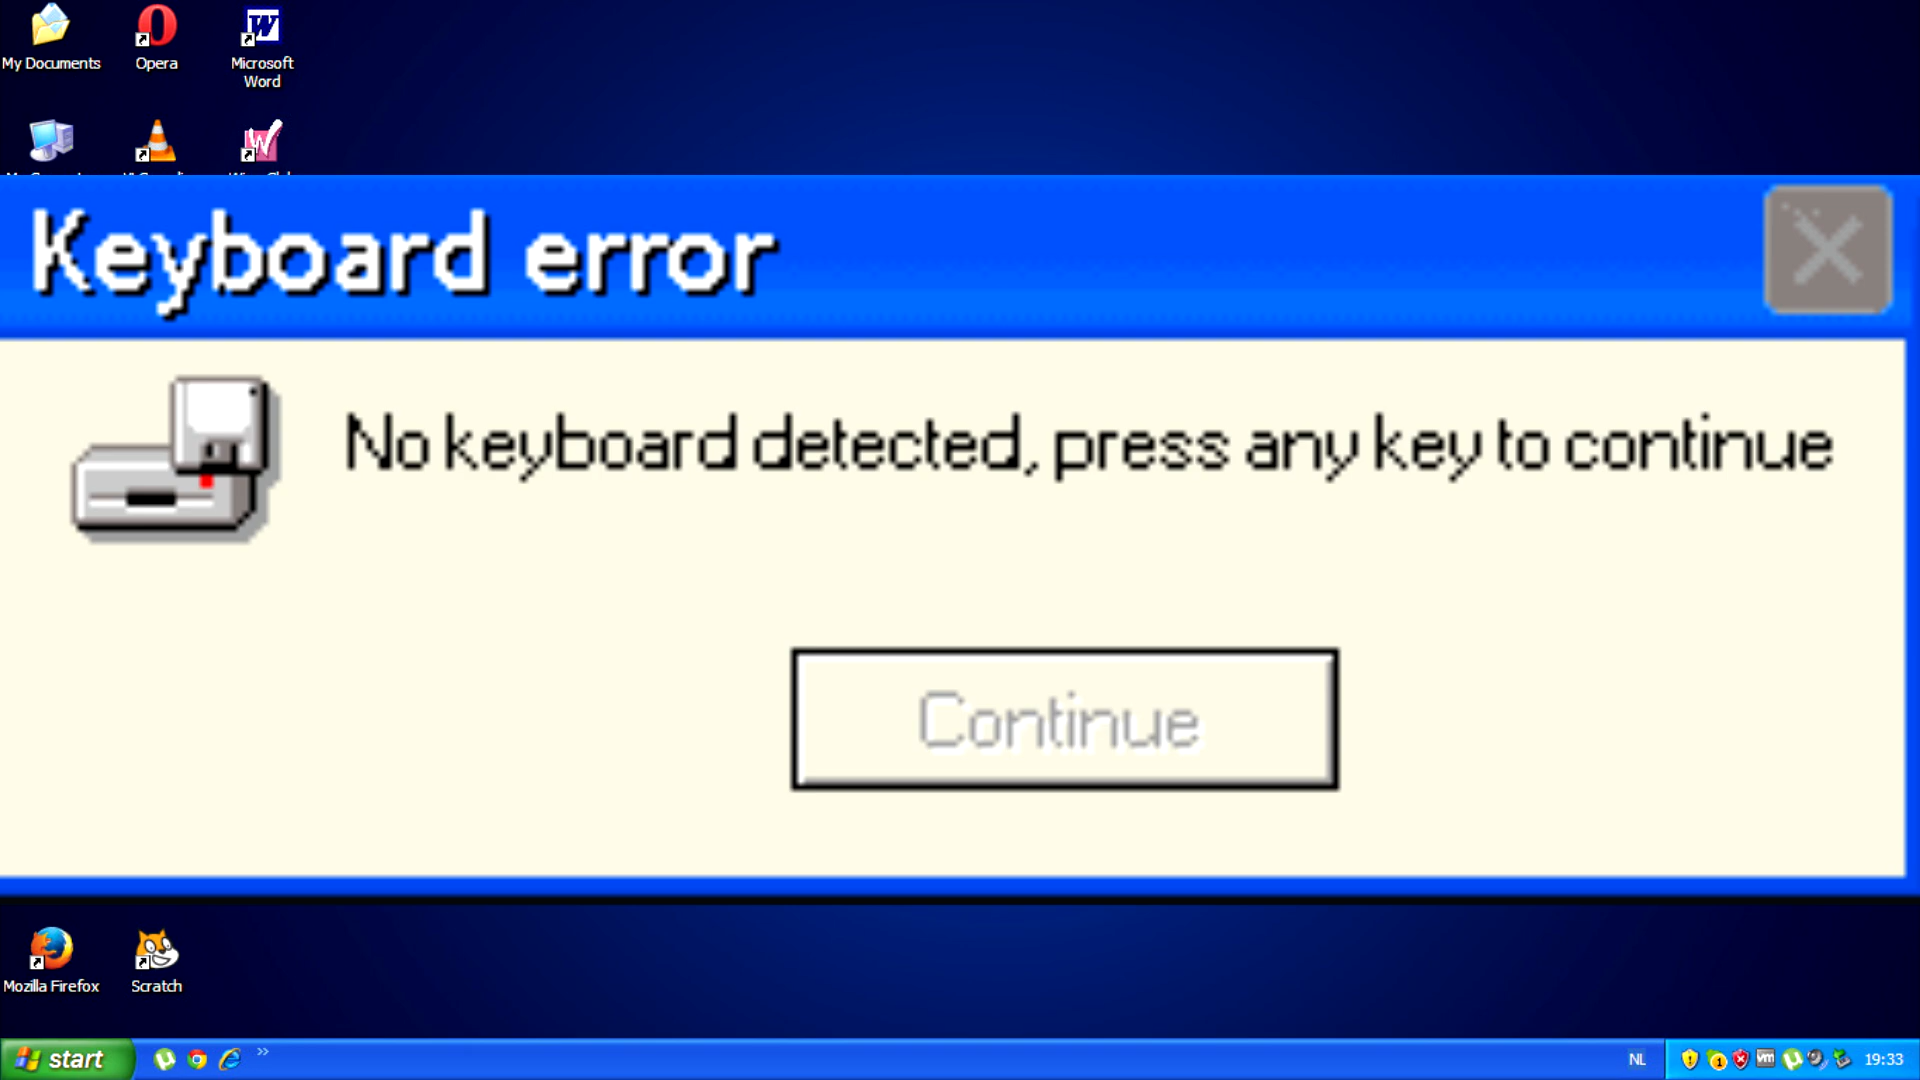 My Documents
Opera
Microsoft
Word
Keyboard error
No keyboard detected, press any key to continue
Continue
Mozilla Firefox
Scratch
start
NL
19:33